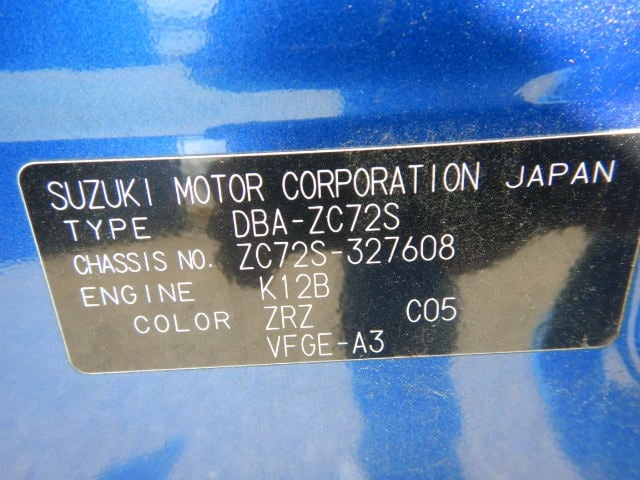 SUZUKI MOTOR CORPORATION JAPAN
TYPE DBA-ZC72S
CHASSIS NO. ZC72S-327608
ENGINE K12B
COLOR ZRZ C05
VFGE-A3